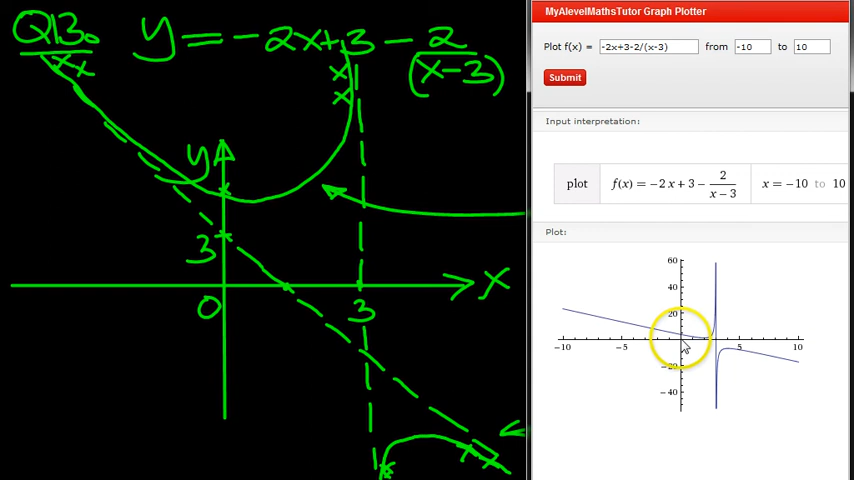 Q13.
y = -2x+3 - 2/(x-3)
xx
x
x
y
3
0
3
x
x
x x
MyAlevelMathsTutor Graph Plotter
Plot f(x) = -2x+3-2/(x-3) from -10 to 10
Submit
Input interpretation:
plot f(x) = −2 x + 3 − 2/(x − 3) x = −10 to 10
Plot:
60
40
20
−10 −5 5 10
−20
−40